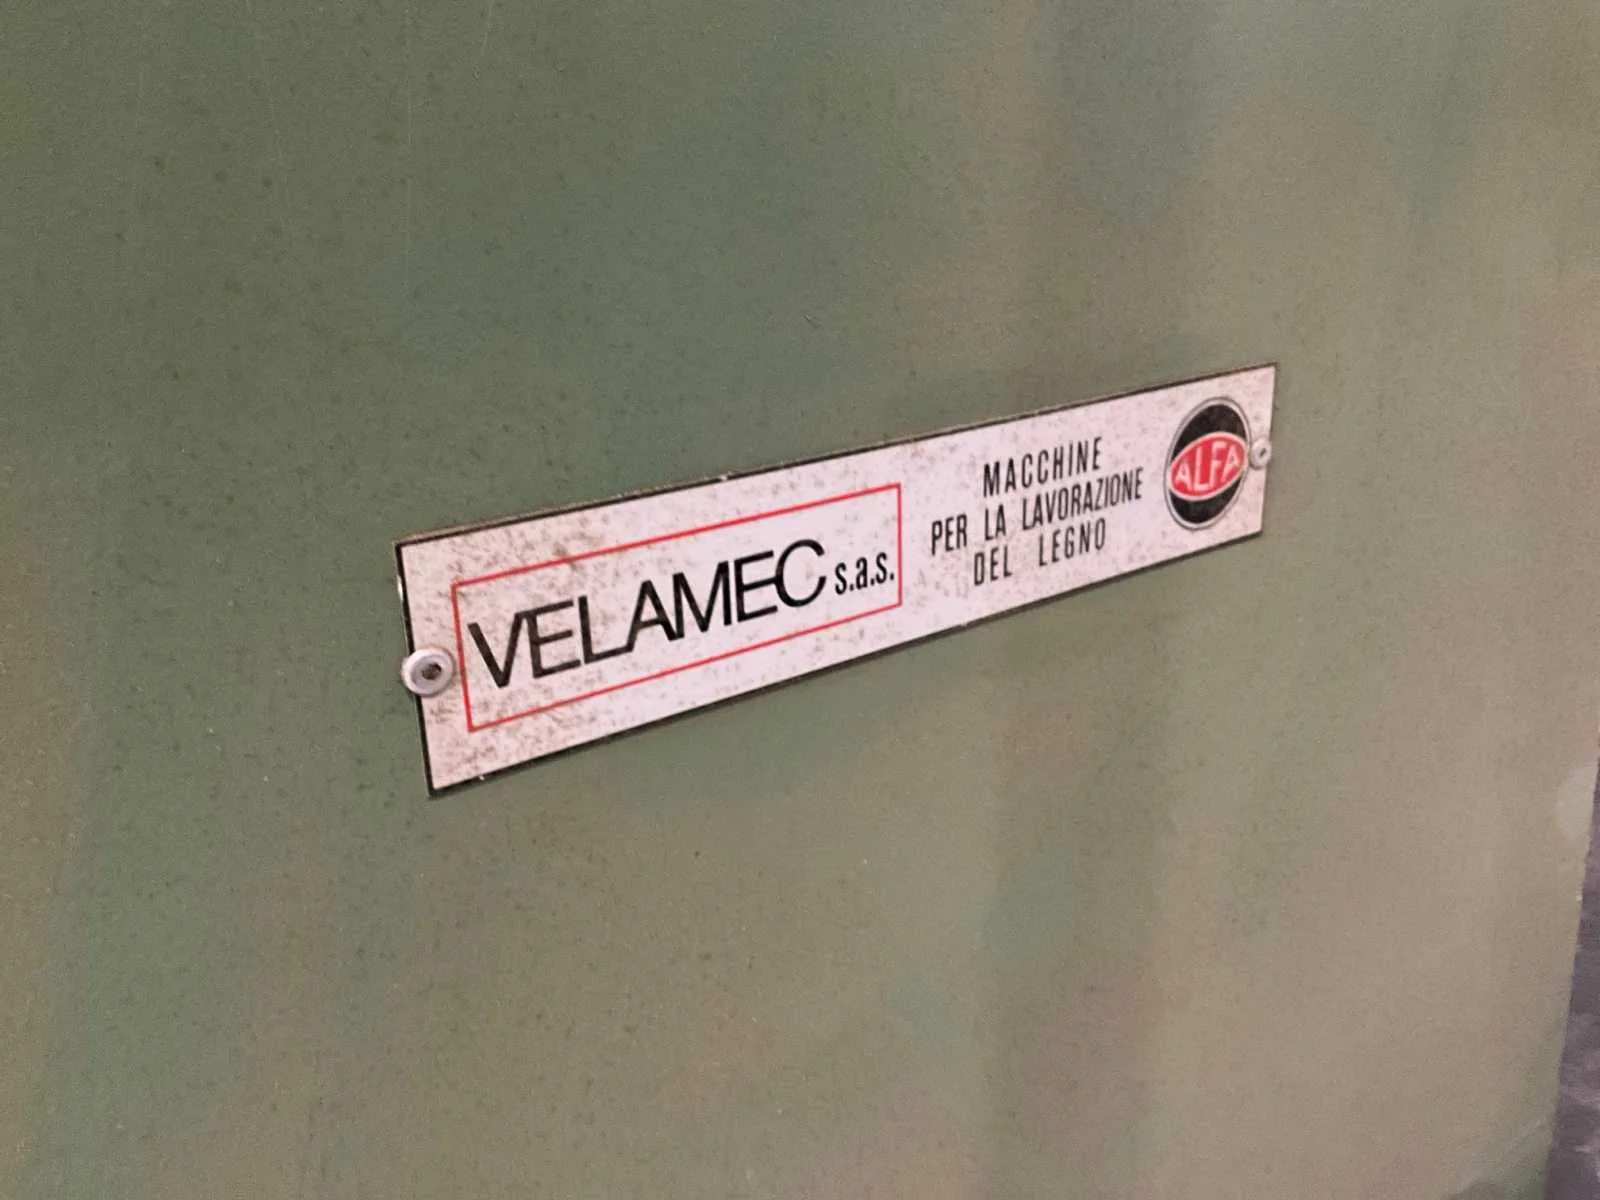 VELAMEC s.a.s.
MACCHINE
PER LA LAVORAZIONE
DEL LEGNO
ALFA